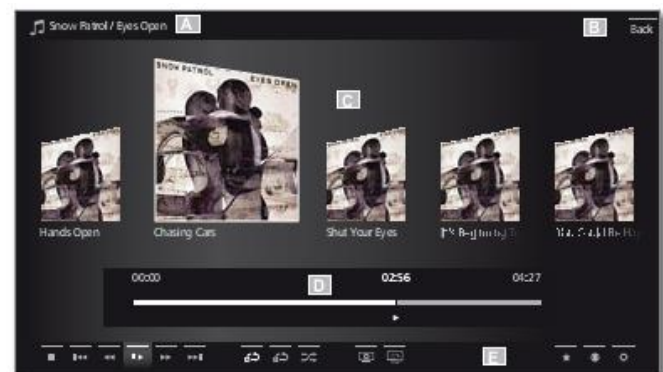 Snow Patrol / Eyes Open A
B Back
SNOW PATROL EYES OPEN
C
Hands Open Chasing Cars Shut Your Eyes
00:00 D 02:56 04:27
E